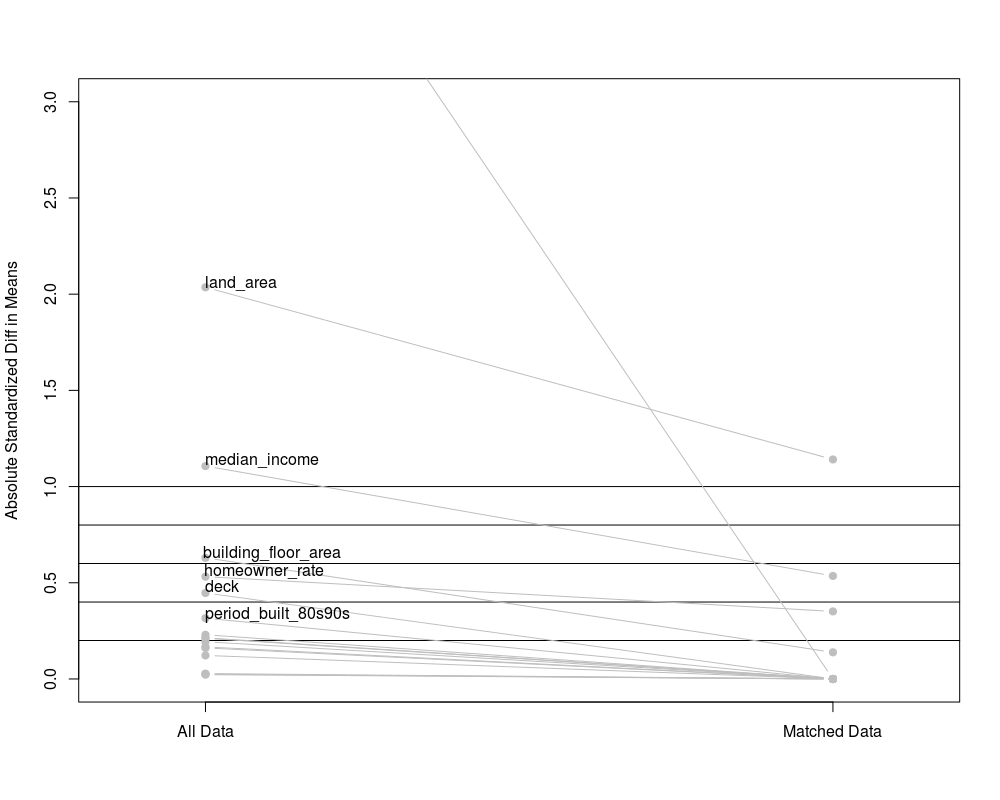 3.0
2.5
2.0
1.5
1.0
0.5
0.0
Absolute Standardized Diff in Means
land_area
median_income
building_floor_area
homeowner_rate
deck
period_built_80s90s
All Data
Matched Data